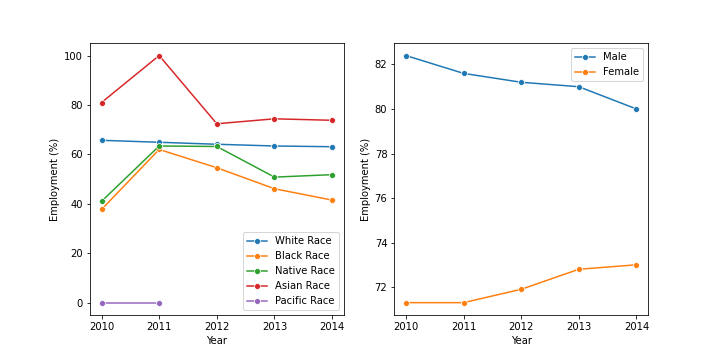 100
80
60
40
20
0
Employment (%)
2010 2011 2012 2013 2014
Year
White Race
Black Race
Native Race
Asian Race
Pacific Race
82
80
78
76
74
72
Employment (%)
2010 2011 2012 2013 2014
Year
Male
Female